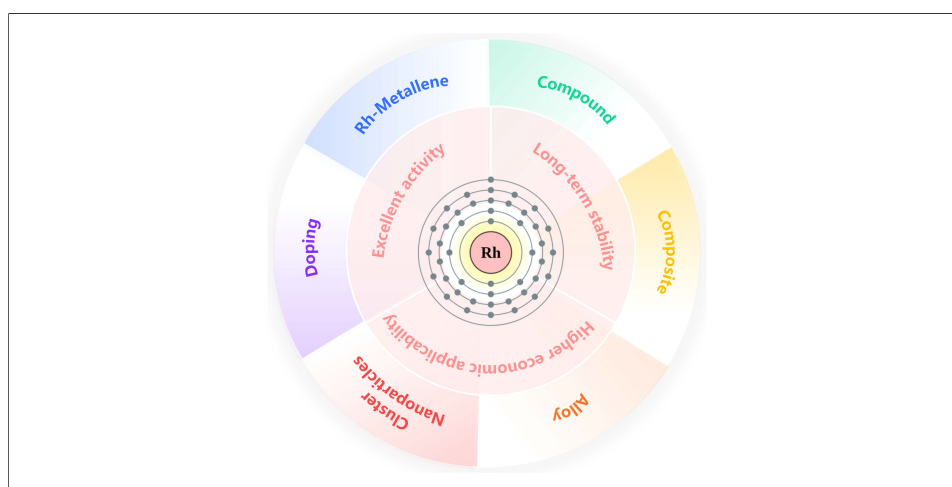 Rh-Metallene
Compound
Composite
Alloy
Cluster
Nanoparticles
Doping
Excellent activity
Long-term stability
Higher economic applicability
Rh